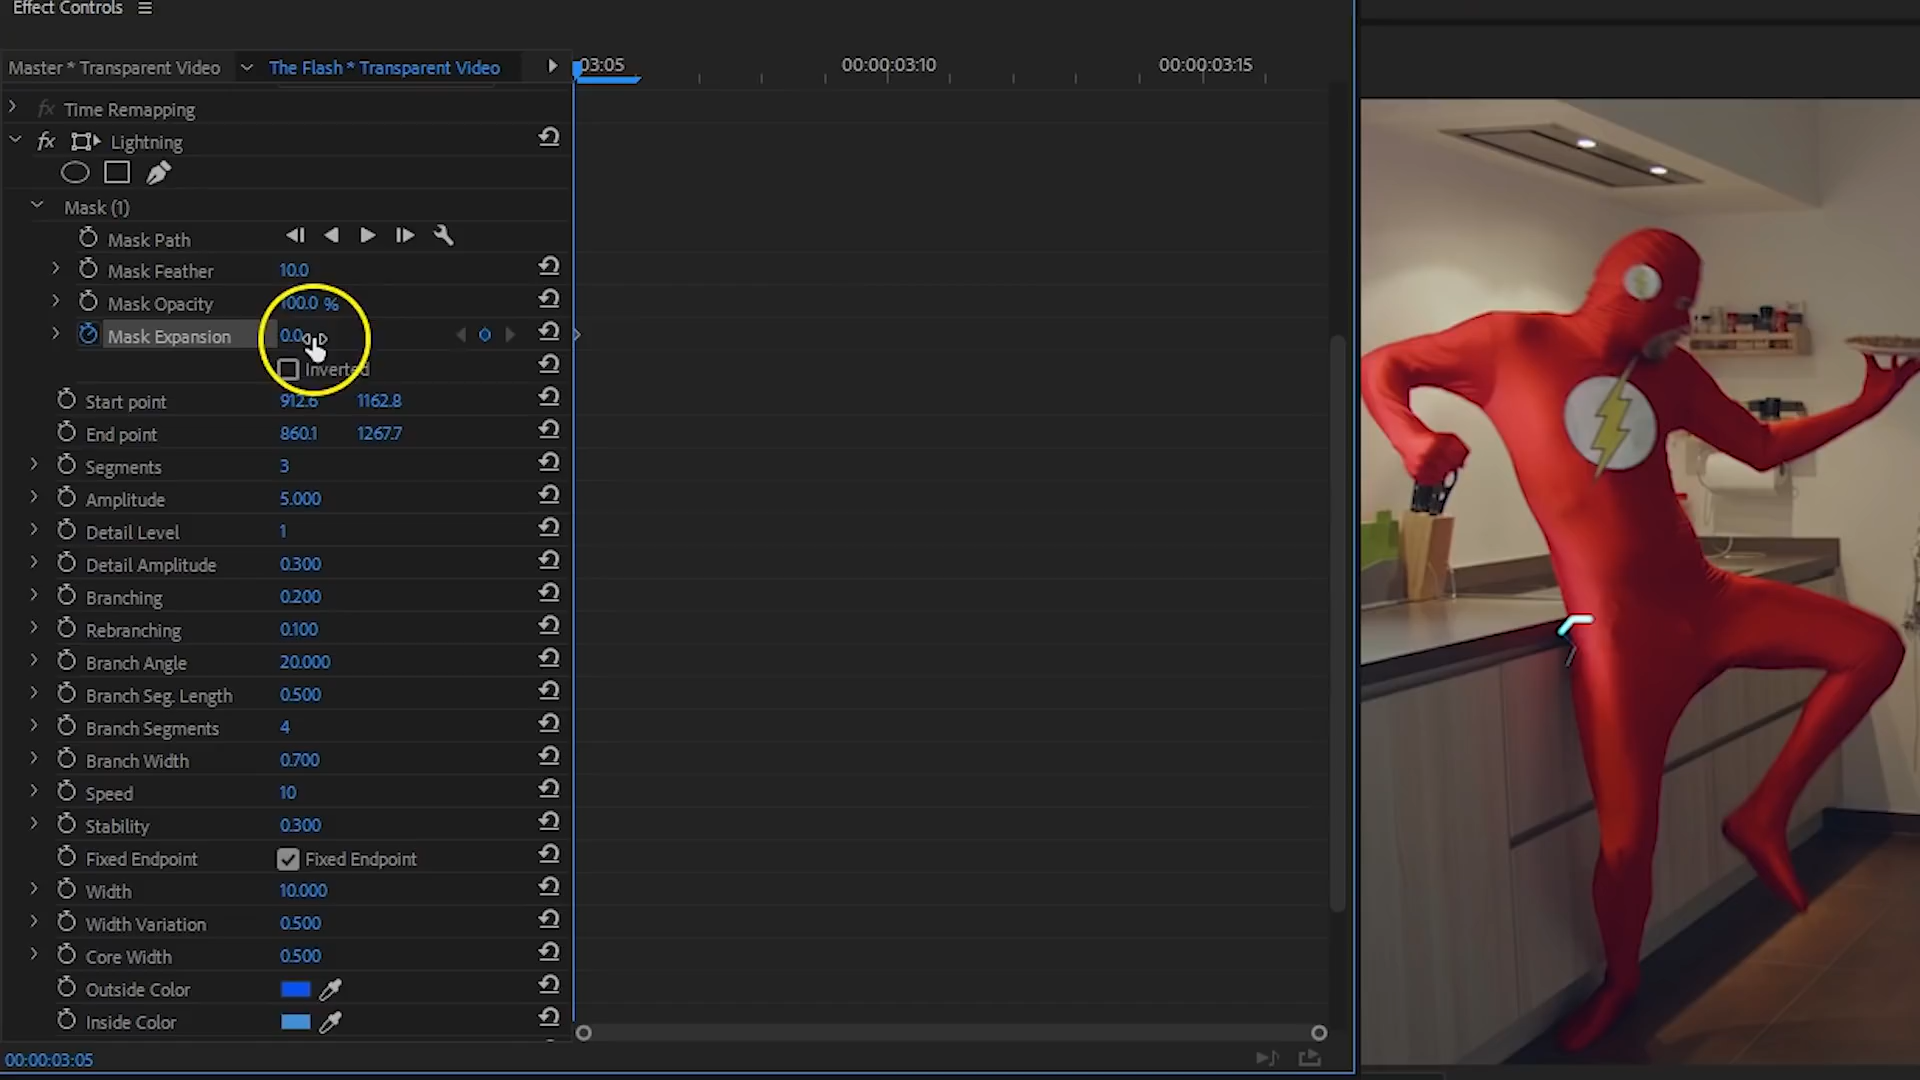 Effect Controls
Master * Transparent Video The Flash * Transparent Video
03:05 00:00:03:10 00:00:03:15
fx Time Remapping
fx Lightning
Mask (1)
Mask Path
Mask Feather 10.0
Mask Opacity 100.0 %
Mask Expansion 0.0
Inverted
Start point 912.6 1162.8
End point 860.1 1267.7
Segments 3
Amplitude 5.000
Detail Level 1
Detail Amplitude 0.300
Branching 0.200
Rebranching 0.100
Branch Angle 20.000
Branch Seg. Length 0.500
Branch Segments 4
Branch Width 0.700
Speed 10
Stability 0.300
Fixed Endpoint Fixed Endpoint
Width 10.000
Width Variation 0.500
Core Width 0.500
Outside Color
Inside Color
00:00:03:05